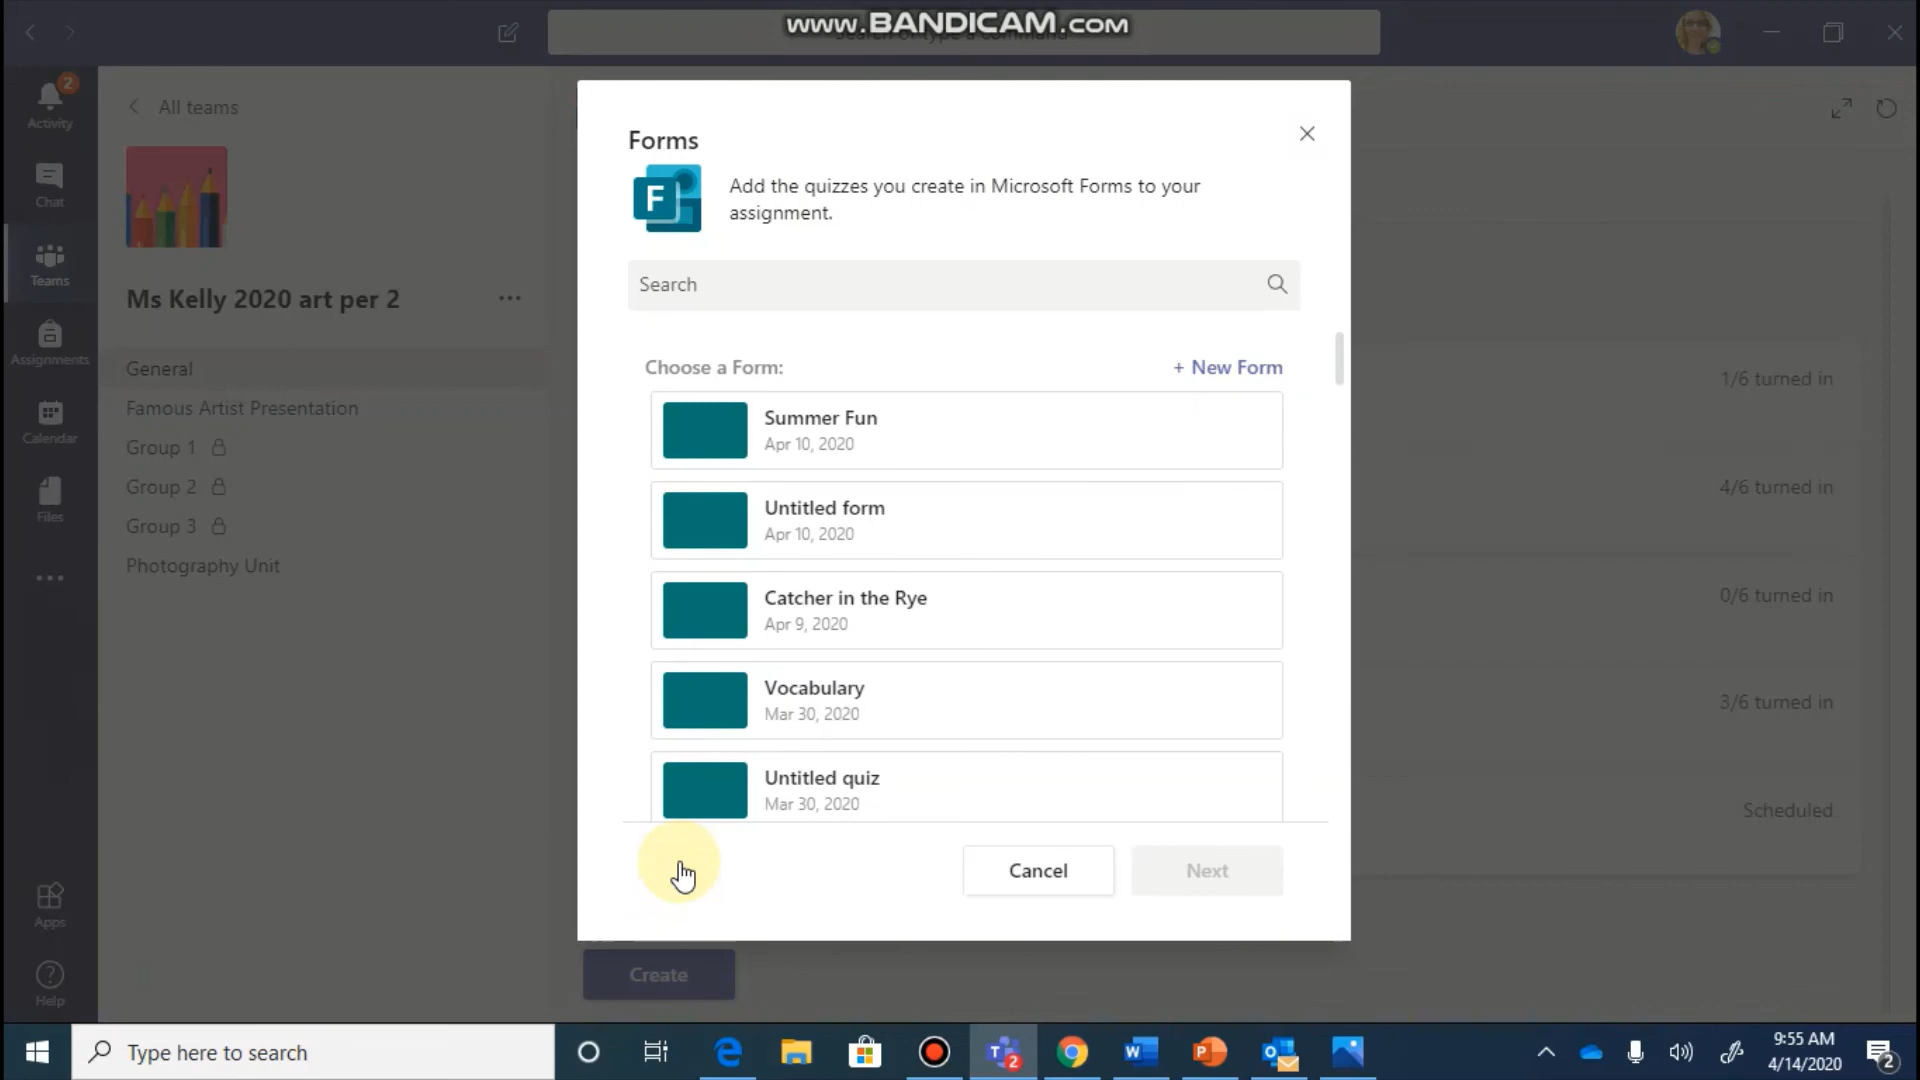 www.BANDICAM.com
2
Activity
Chat
Teams
Assignments
Calendar
Files
Apps
Help
All teams
Ms Kelly 2020 art per 2
General
Famous Artist Presentation
Group 1
Group 2
Group 3
Photography Unit
Forms
F
Add the quizzes you create in Microsoft Forms to your
assignment.
Search
Choose a Form:
+ New Form
Summer Fun
Apr 10, 2020
Untitled form
Apr 10, 2020
Catcher in the Rye
Apr 9, 2020
Vocabulary
Mar 30, 2020
Untitled quiz
Mar 30, 2020
Cancel
Next
Create
1/6 turned in
4/6 turned in
0/6 turned in
3/6 turned in
Scheduled
Type here to search
9:55 AM
4/14/2020
2